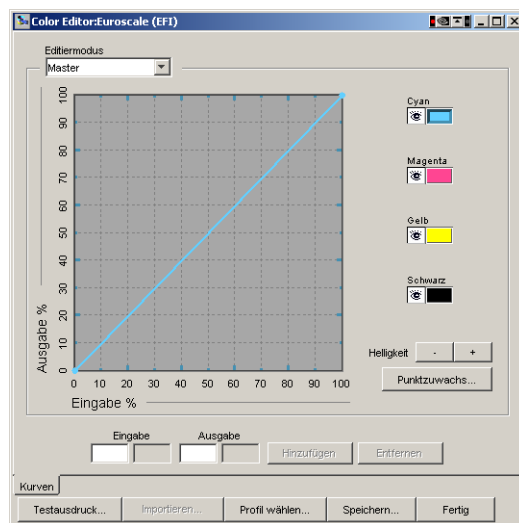 Color Editor:Euroscale (EFI)
Editiermodus
Master
100
90
80
70
60
50
40
30
20
10
0
Ausgabe %
0 10 20 30 40 50 60 70 80 90 100
Eingabe %
Cyan
Magenta
Gelb
Schwarz
Helligkeit - +
Punktzuwachs...
Eingabe Ausgabe
Hinzufügen Entfernen
Kurven
Testausdruck... Importieren... Profil wählen... Speichern... Fertig